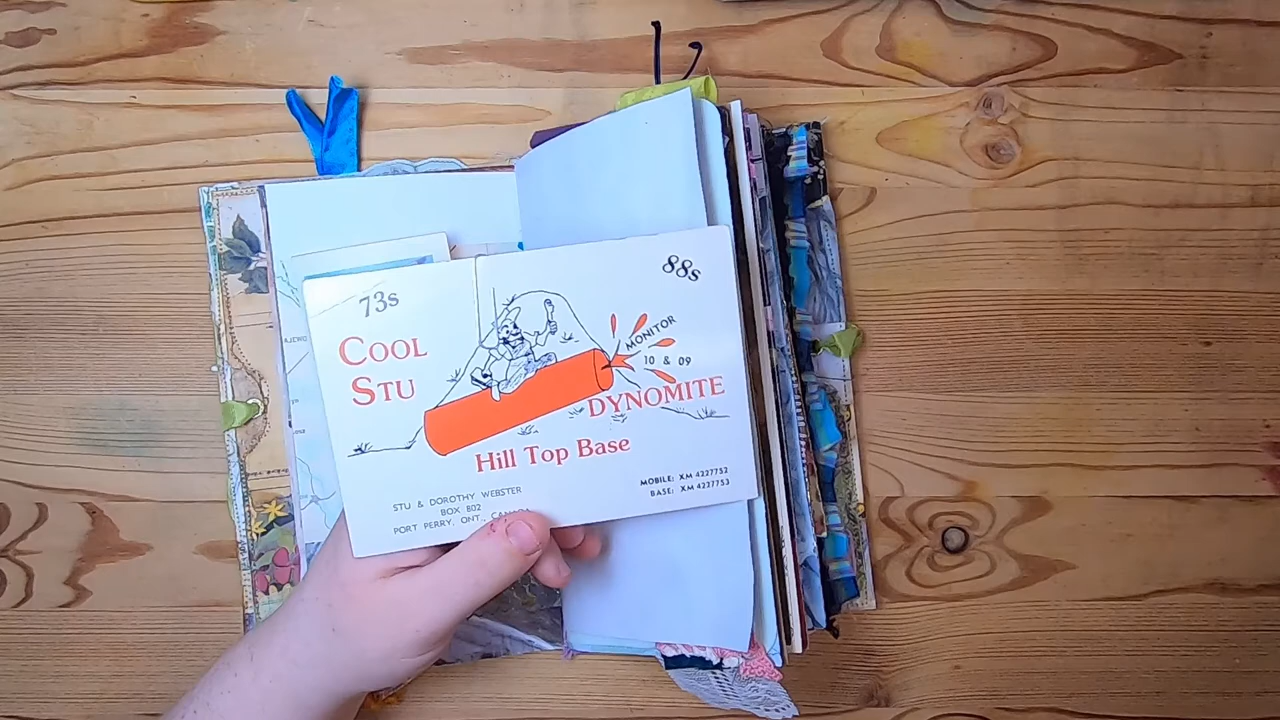 73s
88s
COOL
STU
MONITOR
10 & 09
DYNOMITE
Hill Top Base
STU & DOROTHY WEBSTER
BOX 802
PORT PERRY, ONT., CANADA
MOBILE: XM 4227752
BASE: XM 4227753